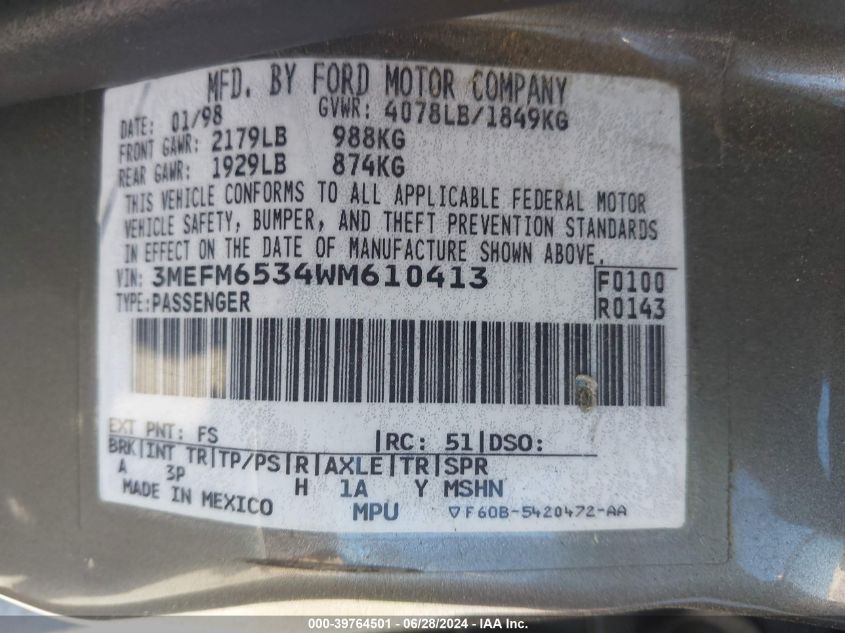 MFD. BY FORD MOTOR COMPANY
DATE: 01/98 GVWR: 4078LB/1849KG
FRONT GAWR: 2179LB 988KG
REAR GAWR: 1929LB 874KG
THIS VEHICLE CONFORMS TO ALL APPLICABLE FEDERAL MOTOR
VEHICLE SAFETY, BUMPER, AND THEFT PREVENTION STANDARDS
IN EFFECT ON THE DATE OF MANUFACTURE SHOWN ABOVE.
VIN: 3MEFM6534WM610413 F0100
TYPE:PASSENGER R0143
EXT PNT: FS |RC: 51|DSO:
BRK|INT TR|TP/PS|R|AXLE|TR|SPR
A 3P H 1A Y MSHN
MADE IN MEXICO MPU ▽F60B-5420472-AA
000-39764501 - 06/28/2024 - IAA Inc.